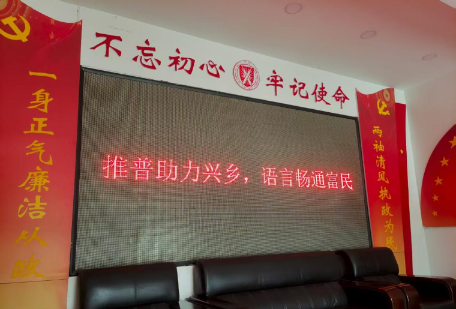 不忘初心 牢记使命
一身正气廉洁从政
推普助力兴乡，语言畅通富民
两袖清风执政为民